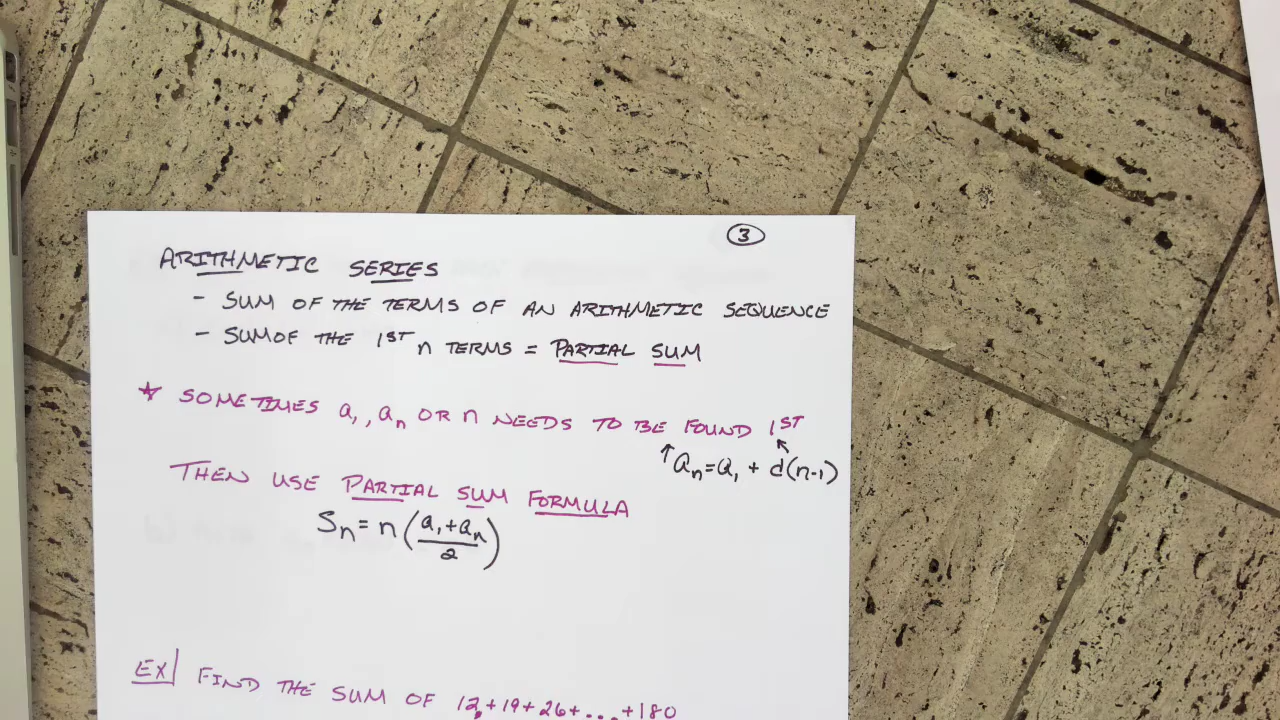 3
ARITHMETIC SERIES
- SUM OF THE TERMS OF AN ARITHMETIC SEQUENCE
- SUM OF THE 1ST n TERMS = PARTIAL SUM
* SOMETIMES a₁, aₙ OR n NEEDS TO BE FOUND 1ST
↑ aₙ = a₁ + d(n-1)
THEN USE PARTIAL SUM FORMULA
Sₙ = n((a₁ + aₙ)/2)
EX| FIND THE SUM OF 12+19+26+...+180